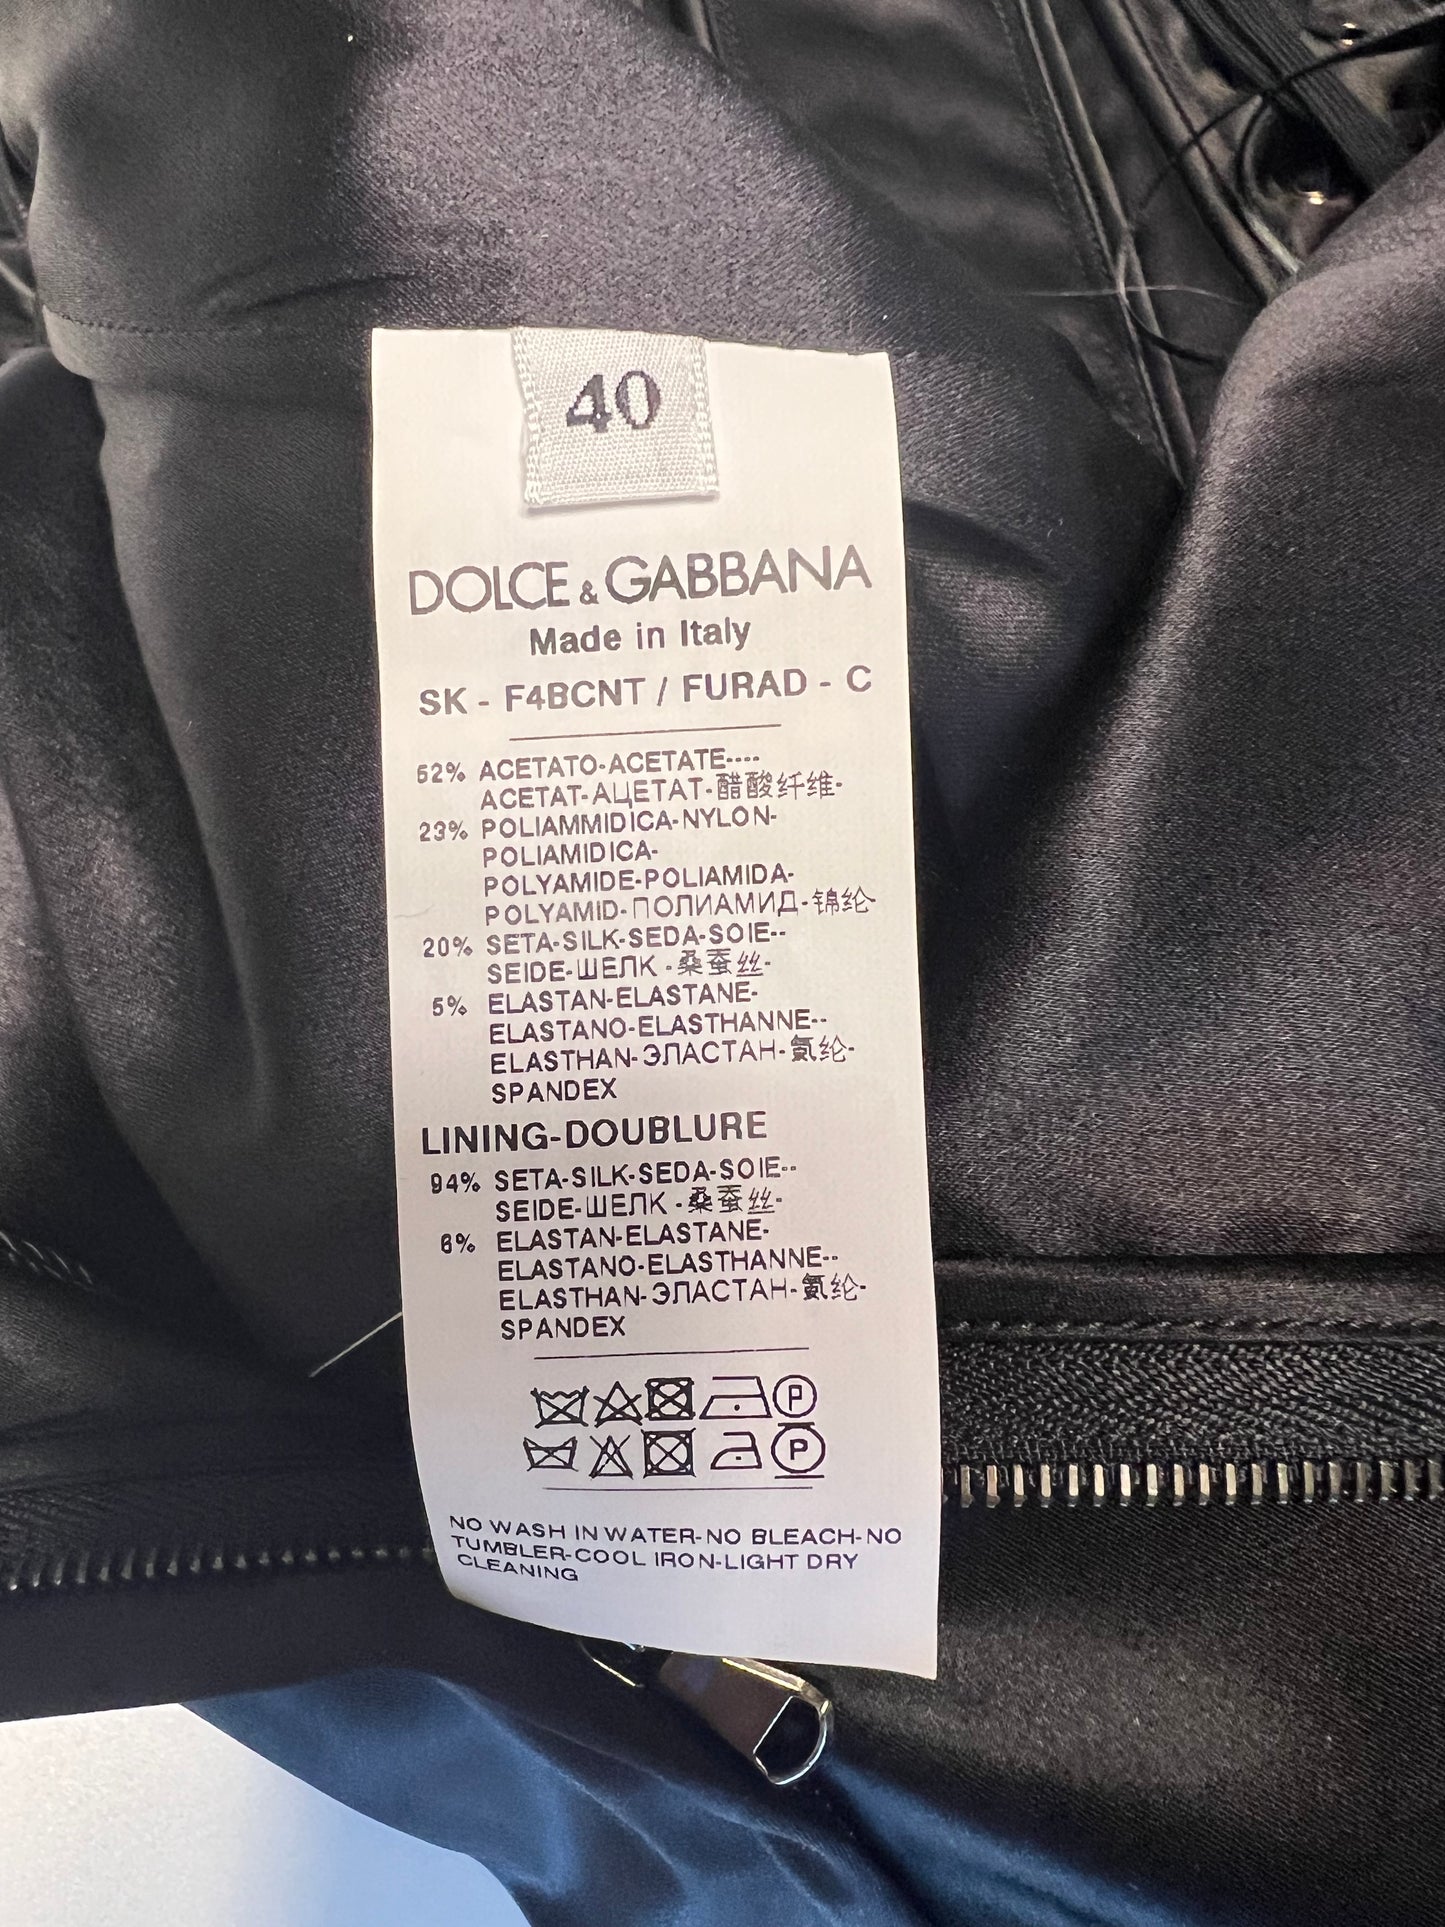 40
DOLCE & GABBANA
Made in Italy
SK - F4BCNT / FURAD - C
52% ACETATO-ACETATE----
ACETAT-АЦЕТАТ-醋酸纤维-
23% POLIAMMIDICA-NYLON-
POLIAMIDICA-
POLYAMIDE-POLIAMIDA-
POLYAMID-ПОЛИАМИД-锦纶-
20% SETA-SILK-SEDA-SOIE--
SEIDE-ШЕЛК -桑蚕丝-
5% ELASTAN-ELASTANE-
ELASTANO-ELASTHANNE--
ELASTHAN-ЭЛАСТАН-氨纶-
SPANDEX
LINING-DOUBLURE
94% SETA-SILK-SEDA-SOIE--
SEIDE-ШЕЛК -桑蚕丝-
6% ELASTAN-ELASTANE-
ELASTANO-ELASTHANNE--
ELASTHAN-ЭЛАСТАН-氨纶-
SPANDEX
P
P
NO WASH IN WATER-NO BLEACH-NO
TUMBLER-COOL IRON-LIGHT DRY
CLEANING